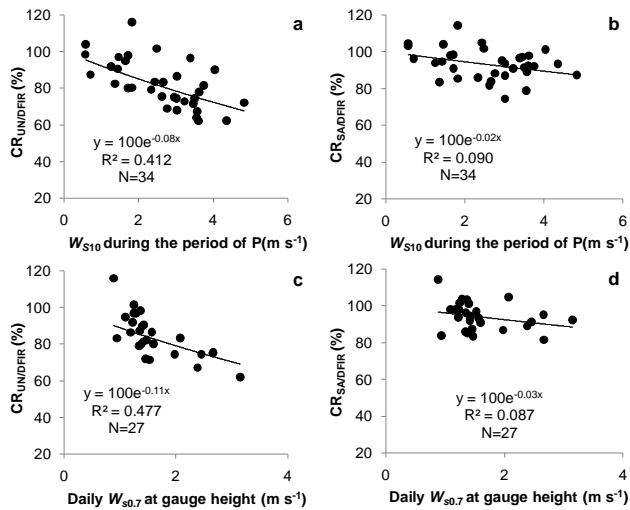 a
CR_UN/DFIR (%)
120
100
80
60
40
20
y = 100e^-0.08x
R² = 0.412
N=34
0 2 4 6
W_S10 during the period of P(m s^-1)
b
CR_SA/DFIR (%)
120
100
80
60
40
20
y = 100e^-0.02x
R² = 0.090
N=34
0 1 2 3 4 5 6
W_S10 during the period of P(m s^-1)
c
CR_UN/DFIR (%)
120
100
80
60
40
20
y = 100e^-0.11x
R² = 0.477
N=27
0 1 2 3 4
Daily W_s0.7 at gauge height (m s^-1)
d
CR_SA/DFIR (%)
120
100
80
60
40
20
y = 100e^-0.03x
R² = 0.087
N=27
0 2 4
Daily W_s0.7 at gauge height (m s^-1)